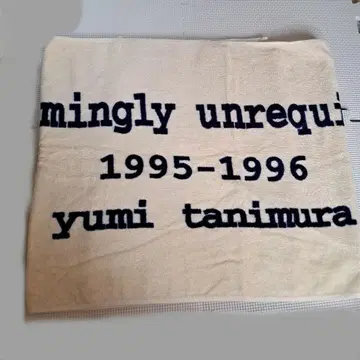 mingly unrequi
1995-1996
yumi tanimura